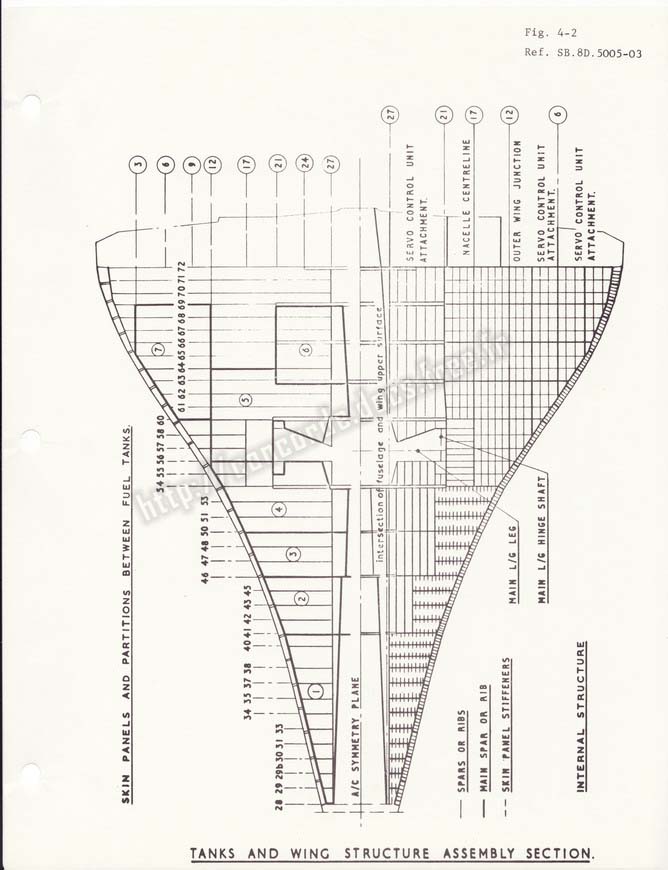 Fig. 4-2
Ref. SB.8D.5005-03
3
6
9
12
17
21
24
27
27
21
17
12
6
SERVO CONTROL UNIT
ATTACHMENT.
NACELLE CENTRELINE
OUTER WING JUNCTION
SERVO CONTROL UNIT
ATTACHMENT.
SERVO CONTROL UNIT
ATTACHMENT.
SKIN PANELS AND PARTITIONS BETWEEN FUEL TANKS.
61 62 63 64 65 66 67 68 69 70 71 72
54 55 56 57 58 60
50 51 53
46 47 48
40 41 42 43 45
34 35 37 38
28 29 29b 30 31 33
7
6
5
4
3
2
1
intersection of fuselage and wing upper surface
A/C SYMMETRY PLANE
MAIN L/G LEG
MAIN L/G HINGE SHAFT
SPARS OR RIBS
MAIN SPAR OR RIB
SKIN PANEL STIFFENERS
INTERNAL STRUCTURE
TANKS AND WING STRUCTURE ASSEMBLY SECTION.